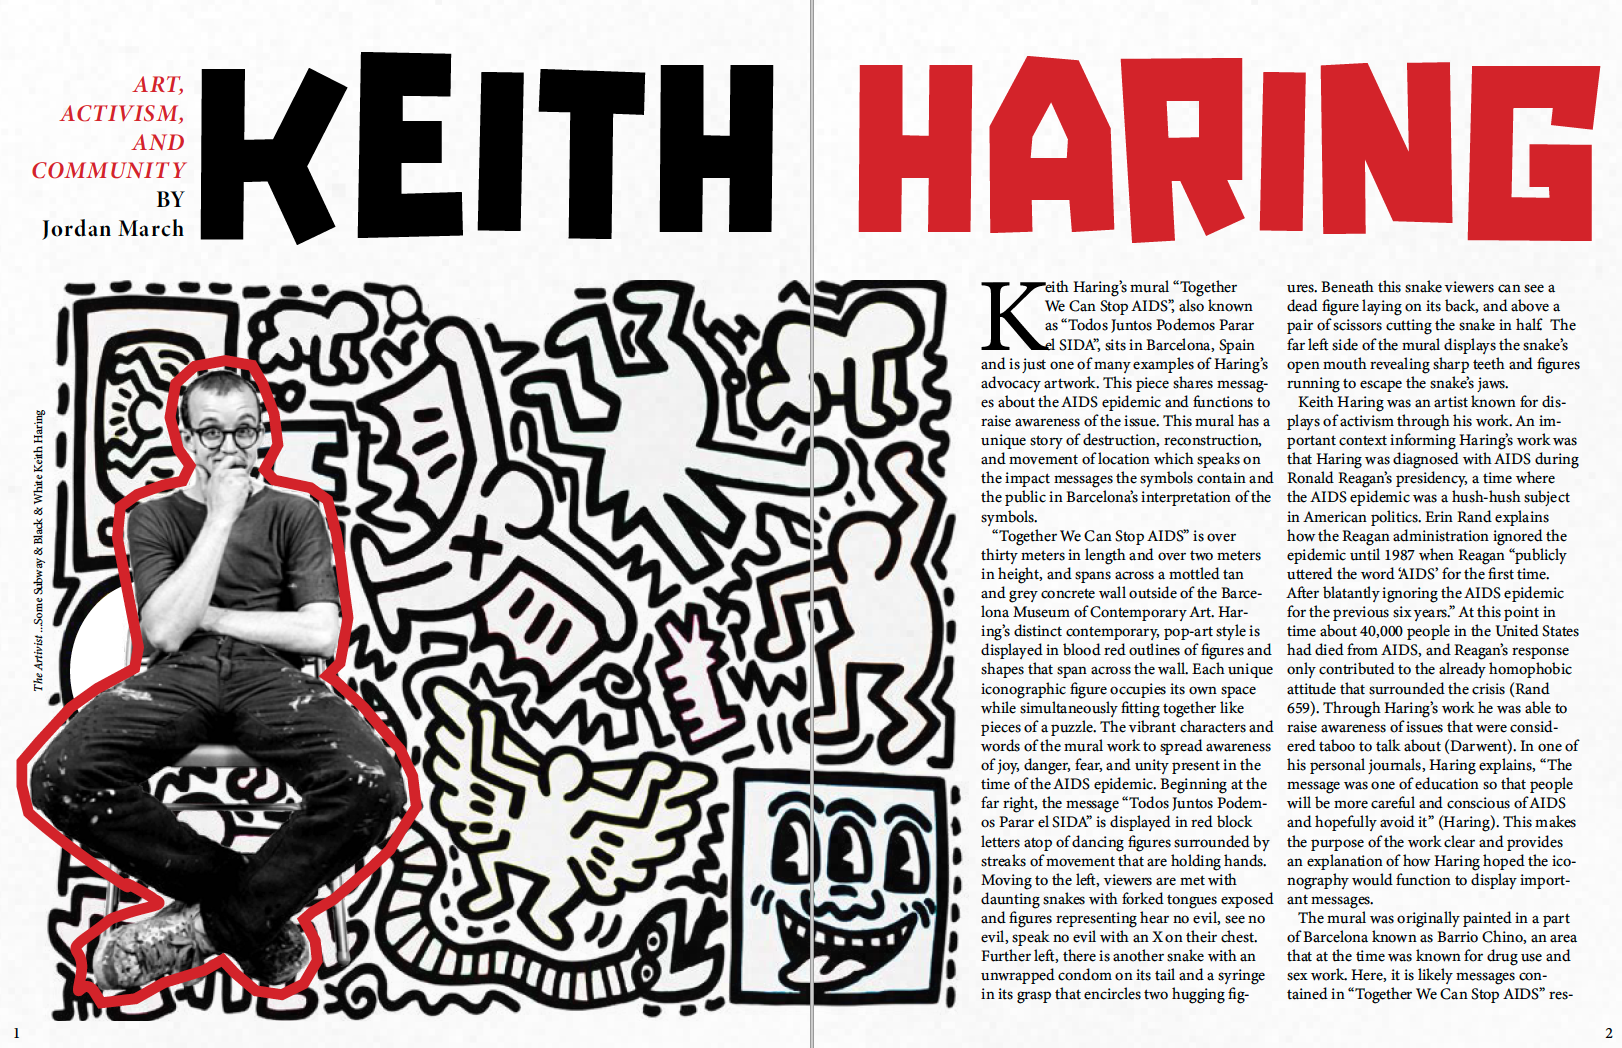 ART,
ACTIVISM,
AND
COMMUNITY
BY
Jordan March
KEITH HARING
The Artivist ...Some Subway & Black & White Keith Haring
Keith Haring’s mural “Together
We Can Stop AIDS”, also known
as “Todos Juntos Podemos Parar
el SIDA”, sits in Barcelona, Spain
and is just one of many examples of Haring’s
advocacy artwork. This piece shares messag-
es about the AIDS epidemic and functions to
raise awareness of the issue. This mural has a
unique story of destruction, reconstruction,
and movement of location which speaks on
the impact messages the symbols contain and
the public in Barcelona’s interpretation of the
symbols.
“Together We Can Stop AIDS” is over
thirty meters in length and over two meters
in height, and spans across a mottled tan
and grey concrete wall outside of the Barce-
lona Museum of Contemporary Art. Har-
ing’s distinct contemporary, pop-art style is
displayed in blood red outlines of figures and
shapes that span across the wall. Each unique
iconographic figure occupies its own space
while simultaneously fitting together like
pieces of a puzzle. The vibrant characters and
words of the mural work to spread awareness
of joy, danger, fear, and unity present in the
time of the AIDS epidemic. Beginning at the
far right, the message “Todos Juntos Podem-
os Parar el SIDA” is displayed in red block
letters atop of dancing figures surrounded by
streaks of movement that are holding hands.
Moving to the left, viewers are met with
daunting snakes with forked tongues exposed
and figures representing hear no evil, see no
evil, speak no evil with an X on their chest.
Further left, there is another snake with an
unwrapped condom on its tail and a syringe
in its grasp that encircles two hugging fig-
ures. Beneath this snake viewers can see a
dead figure laying on its back, and above a
pair of scissors cutting the snake in half. The
far left side of the mural displays the snake’s
open mouth revealing sharp teeth and figures
running to escape the snake’s jaws.
Keith Haring was an artist known for dis-
plays of activism through his work. An im-
portant context informing Haring’s work was
that Haring was diagnosed with AIDS during
Ronald Reagan’s presidency, a time where
the AIDS epidemic was a hush-hush subject
in American politics. Erin Rand explains
how the Reagan administration ignored the
epidemic until 1987 when Reagan “publicly
uttered the word ‘AIDS’ for the first time.
After blatantly ignoring the AIDS epidemic
for the previous six years.” At this point in
time about 40,000 people in the United States
had died from AIDS, and Reagan’s response
only contributed to the already homophobic
attitude that surrounded the crisis (Rand
659). Through Haring’s work he was able to
raise awareness of issues that were consid-
ered taboo to talk about (Darwent). In one of
his personal journals, Haring explains, “The
message was one of education so that people
will be more careful and conscious of AIDS
and hopefully avoid it” (Haring). This makes
the purpose of the work clear and provides
an explanation of how Haring hoped the ico-
nography would function to display import-
ant messages.
The mural was originally painted in a part
of Barcelona known as Barrio Chino, an area
that at the time was known for drug use and
sex work. Here, it is likely messages con-
tained in “Together We Can Stop AIDS” res-
1
2